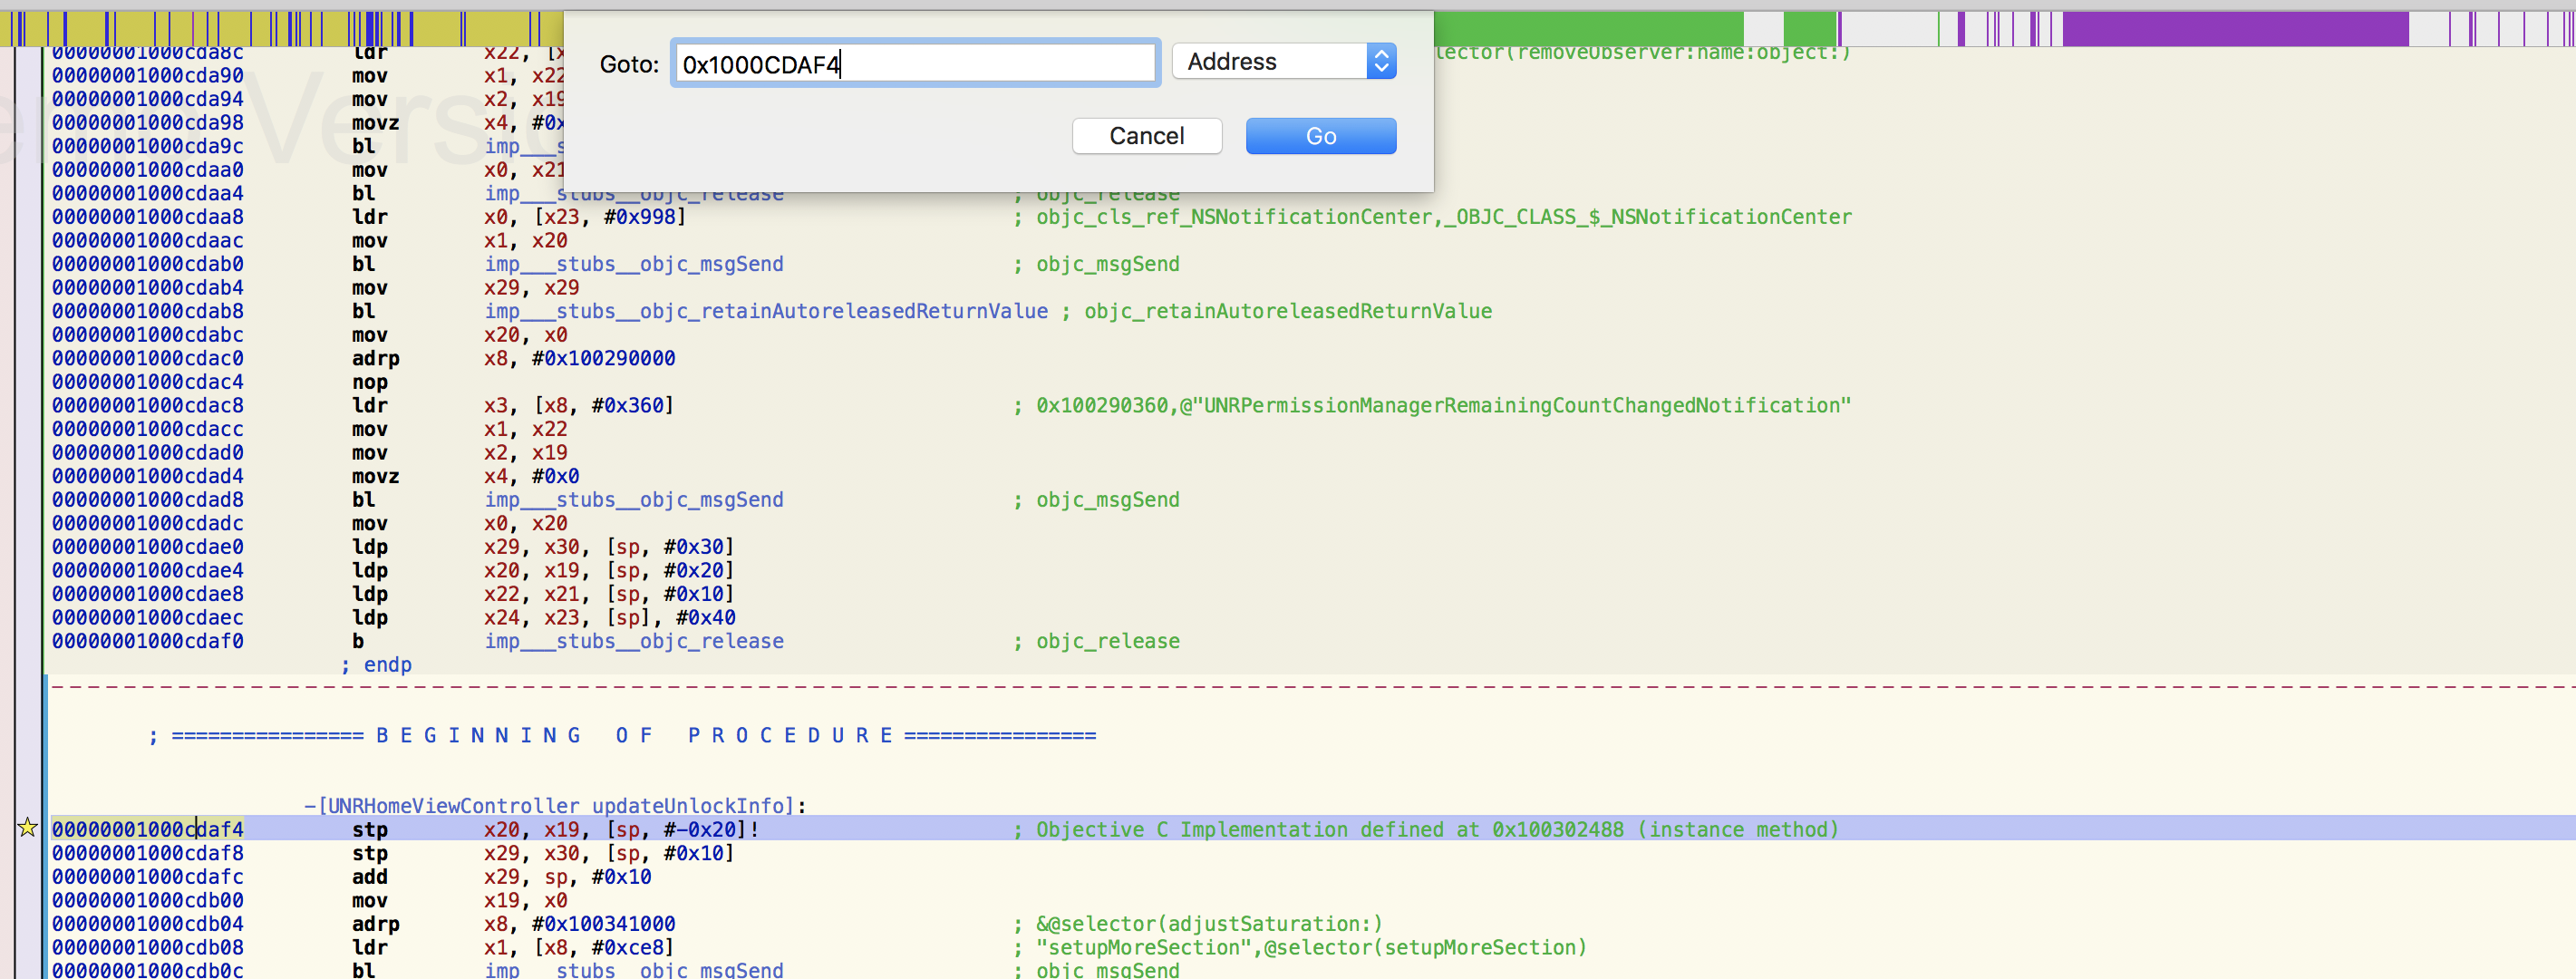 Goto: 0x1000CDAF4 Address
Cancel Go
00000001000cda8c ldr x22, [x lector(removeObserver:name:object:)
00000001000cda90 mov x1, x22
00000001000cda94 mov x2, x19
00000001000cda98 movz x4, #0x
00000001000cda9c bl imp___s
00000001000cdaa0 mov x0, x21
00000001000cdaa4 bl imp___stubs__objc_release ; objc_release
00000001000cdaa8 ldr x0, [x23, #0x998] ; objc_cls_ref_NSNotificationCenter,_OBJC_CLASS_$_NSNotificationCenter
00000001000cdaac mov x1, x20
00000001000cdab0 bl imp___stubs__objc_msgSend ; objc_msgSend
00000001000cdab4 mov x29, x29
00000001000cdab8 bl imp___stubs__objc_retainAutoreleasedReturnValue ; objc_retainAutoreleasedReturnValue
00000001000cdabc mov x20, x0
00000001000cdac0 adrp x8, #0x100290000
00000001000cdac4 nop
00000001000cdac8 ldr x3, [x8, #0x360] ; 0x100290360,@"UNRPermissionManagerRemainingCountChangedNotification"
00000001000cdacc mov x1, x22
00000001000cdad0 mov x2, x19
00000001000cdad4 movz x4, #0x0
00000001000cdad8 bl imp___stubs__objc_msgSend ; objc_msgSend
00000001000cdadc mov x0, x20
00000001000cdae0 ldp x29, x30, [sp, #0x30]
00000001000cdae4 ldp x20, x19, [sp, #0x20]
00000001000cdae8 ldp x22, x21, [sp, #0x10]
00000001000cdaec ldp x24, x23, [sp], #0x40
00000001000cdaf0 b imp___stubs__objc_release ; objc_release
; endp
; ================ B E G I N N I N G O F P R O C E D U R E ================
-[UNRHomeViewController updateUnlockInfo]:
00000001000cdaf4 stp x20, x19, [sp, #-0x20]! ; Objective C Implementation defined at 0x100302488 (instance method)
00000001000cdaf8 stp x29, x30, [sp, #0x10]
00000001000cdafc add x29, sp, #0x10
00000001000cdb00 mov x19, x0
00000001000cdb04 adrp x8, #0x100341000 ; &@selector(adjustSaturation:)
00000001000cdb08 ldr x1, [x8, #0xce8] ; "setupMoreSection",@selector(setupMoreSection)
00000001000cdb0c bl imp___stubs__objc_msgSend ; objc_msgSend